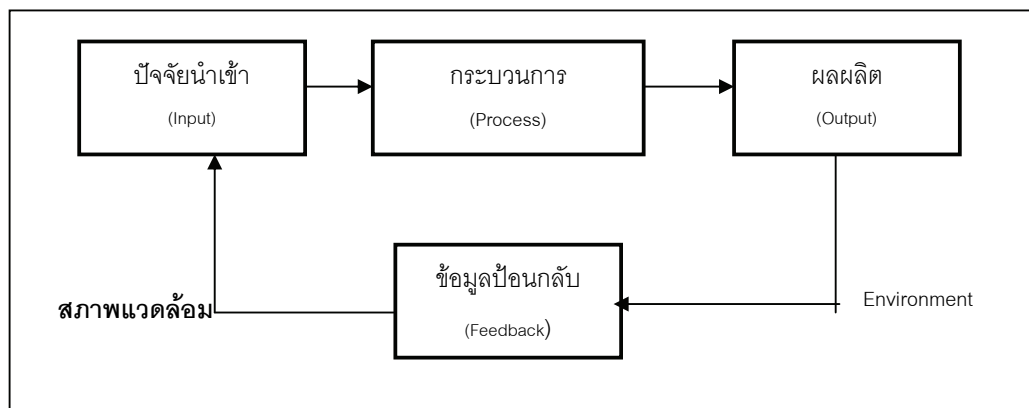 ปัจจัยนำเข้า
(Input)
กระบวนการ
(Process)
ผลผลิต
(Output)
ข้อมูลป้อนกลับ
(Feedback)
สภาพแวดล้อม
Environment